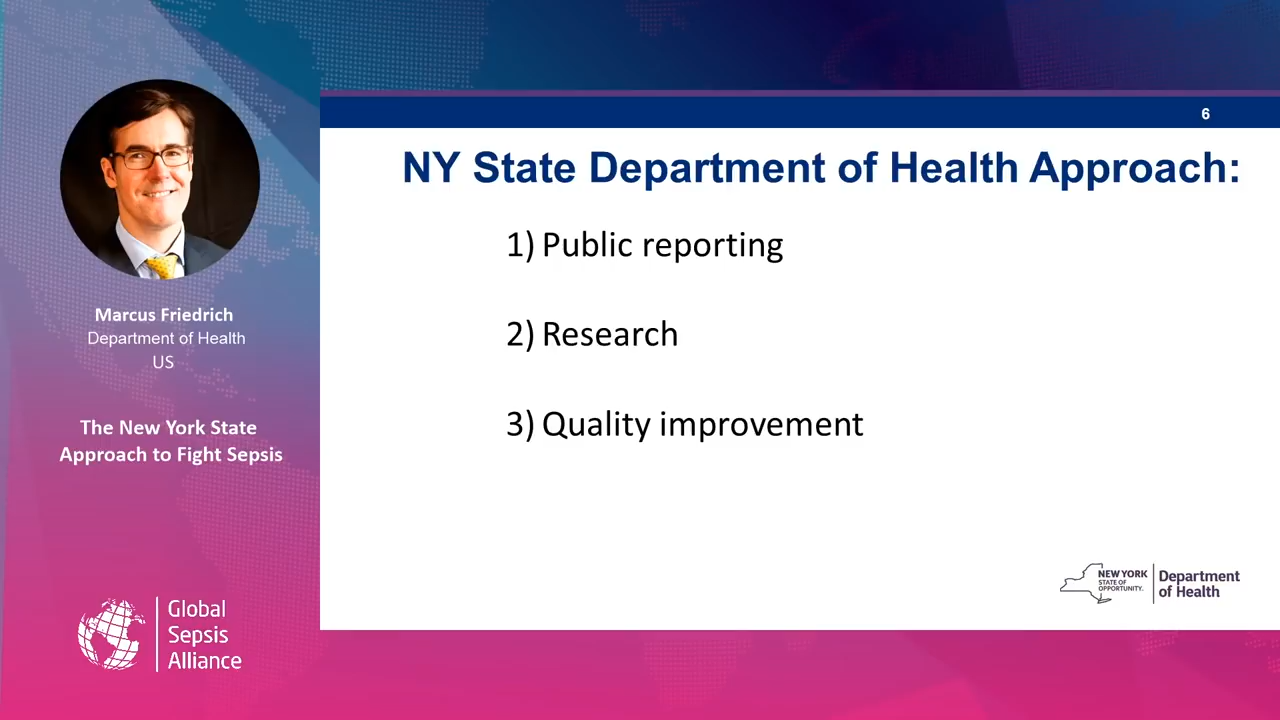 Marcus Friedrich
Department of Health
US
The New York State
Approach to Fight Sepsis
Global
Sepsis
Alliance
6
NY State Department of Health Approach:
1) Public reporting
2) Research
3) Quality improvement
NEW YORK
STATE OF
OPPORTUNITY.
Department
of Health